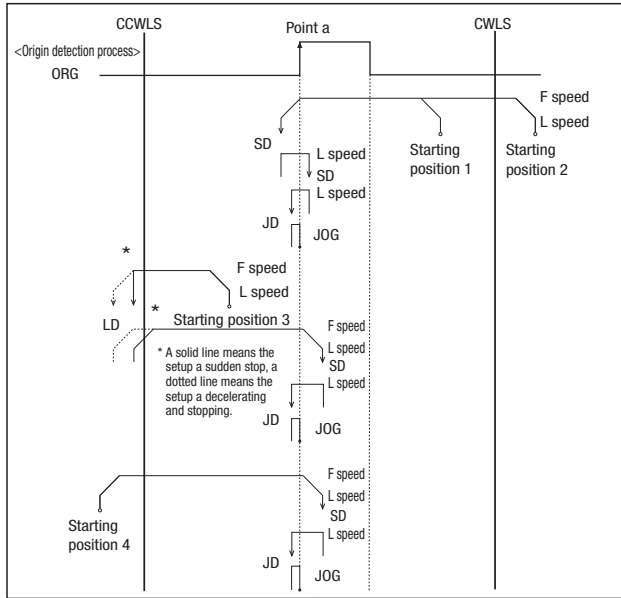 CCWLS
Point a
CWLS
<Origin detection process>
ORG
F speed
L speed
SD
Starting
position 1
Starting
position 2
L speed
SD
L speed
JD
JOG
*
F speed
L speed
LD
*
Starting position 3
F speed
L speed
SD
* A solid line means the
setup a sudden stop, a
dotted line means the
setup a decelerating
and stopping.
L speed
JD
JOG
F speed
L speed
SD
Starting
position 4
L speed
JD
JOG